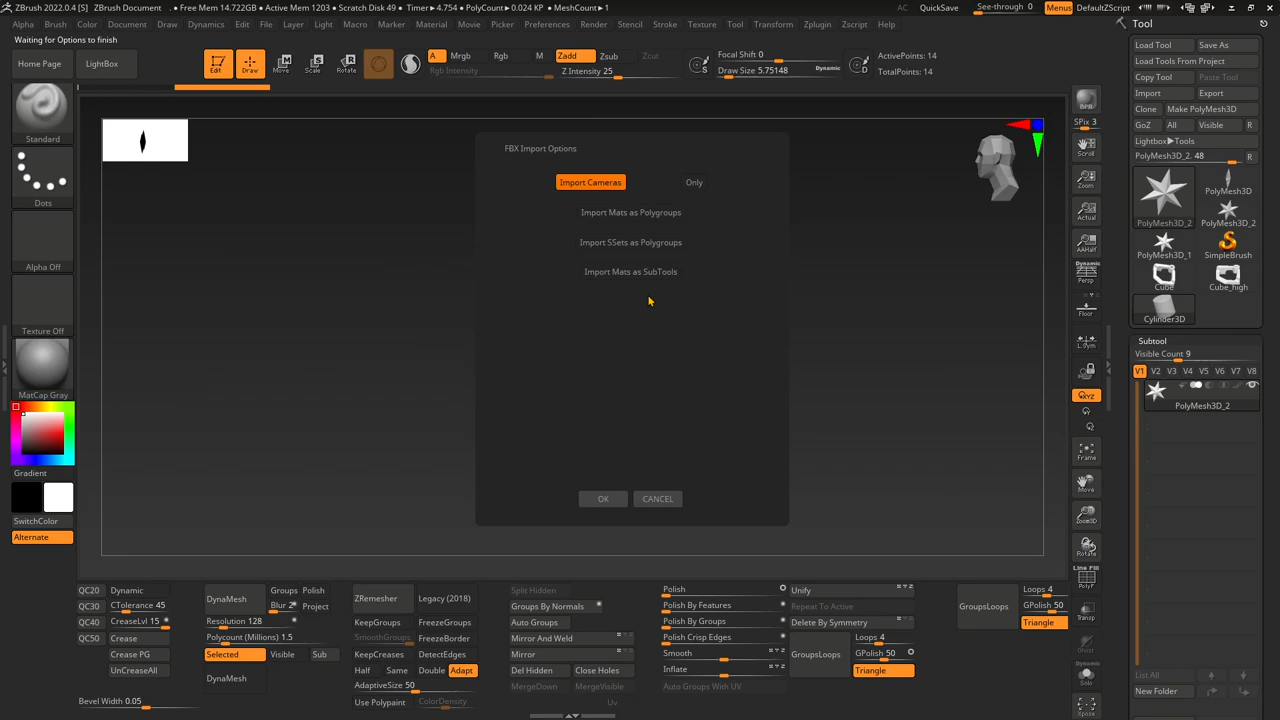 ZBrush 2022.0.4 [S] ZBrush Document . ● Free Mem 14.722GB ● Active Mem 1203 ● Scratch Disk 49 ● Timer▸4.754 ● PolyCount▸0.024 KP ● MeshCount▸1 AC QuickSave See-through 0 Menus DefaultZScript
Alpha Brush Color Document Draw Dynamics Edit File Layer Light Macro Marker Material Movie Picker Preferences Render Stencil Stroke Texture Tool Transform Zplugin Zscript Help
Waiting for Options to finish
Home Page
LightBox
Edit
Draw
Move
Scale
Rotate
A
Mrgb
Rgb
M
Rgb Intensity
Zadd
Zsub
Zcut
Z Intensity 25
S
Focal Shift 0
Draw Size 5.75148
Dynamic
D
ActivePoints: 14
TotalPoints: 14
Standard
Dots
Alpha Off
Texture Off
MatCap Gray
Gradient
SwitchColor
Alternate
FBX Import Options
Import Cameras
Only
Import Mats as Polygroups
Import SSets as Polygroups
Import Mats as SubTools
OK
CANCEL
BPR
SPix 3
Scroll
Zoom
Actual
AAHalf
Dynamic
Persp
Floor
L.Sym
XYZ
Frame
Move
Zoom3D
Rotate
Line Fill
PolyF
Transp
Ghost
Dynamic
Solo
Xpose
Tool
Load Tool
Save As
Load Tools From Project
Copy Tool
Paste Tool
Import
Export
Clone
Make PolyMesh3D
GoZ
All
Visible
R
Lightbox▸Tools
PolyMesh3D_2. 48
R
PolyMesh3D
PolyMesh3D_2
PolyMesh3D_2
PolyMesh3D_1
SimpleBrush
Cube
Cube_high
Cylinder3D
Subtool
Visible Count 9
V1 V2 V3 V4 V5 V6 V7 V8
PolyMesh3D_2
List All
New Folder
QC20
Dynamic
QC30
CTolerance 45
QC40
CreaseLvl 15
QC50
Crease
Crease PG
UnCreaseAll
Bevel Width 0.05
DynaMesh
Groups
Polish
Blur 2
Project
Resolution 128
Polycount (Millions) 1.5
Selected
Visible
Sub
DynaMesh
ZRemesher
Legacy (2018)
KeepGroups
FreezeGroups
SmoothGroups
FreezeBorder
KeepCreases
DetectEdges
Half
Same
Double
Adapt
AdaptiveSize 50
Use Polypaint
ColorDensity
Split Hidden
Groups By Normals
Auto Groups
Mirror And Weld
Mirror
Del Hidden
Close Holes
MergeDown
MergeVisible
Uv
Polish
Polish By Features
Polish By Groups
Polish Crisp Edges
Smooth
Inflate
Auto Groups With UV
Unify
Repeat To Active
Delete By Symmetry
GroupsLoops
Loops 4
GPolish 50
Triangle
GroupsLoops
Loops 4
GPolish 50
Triangle